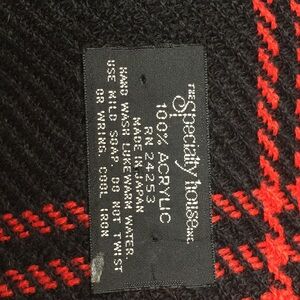 THE
Specialty house INC.
100% ACRYLIC
RN 24253
MADE IN JAPAN
HAND WASH LUKEWARM WATER
USE MILD SOAP DO NOT TWIST
OR WRING. COOL IRON